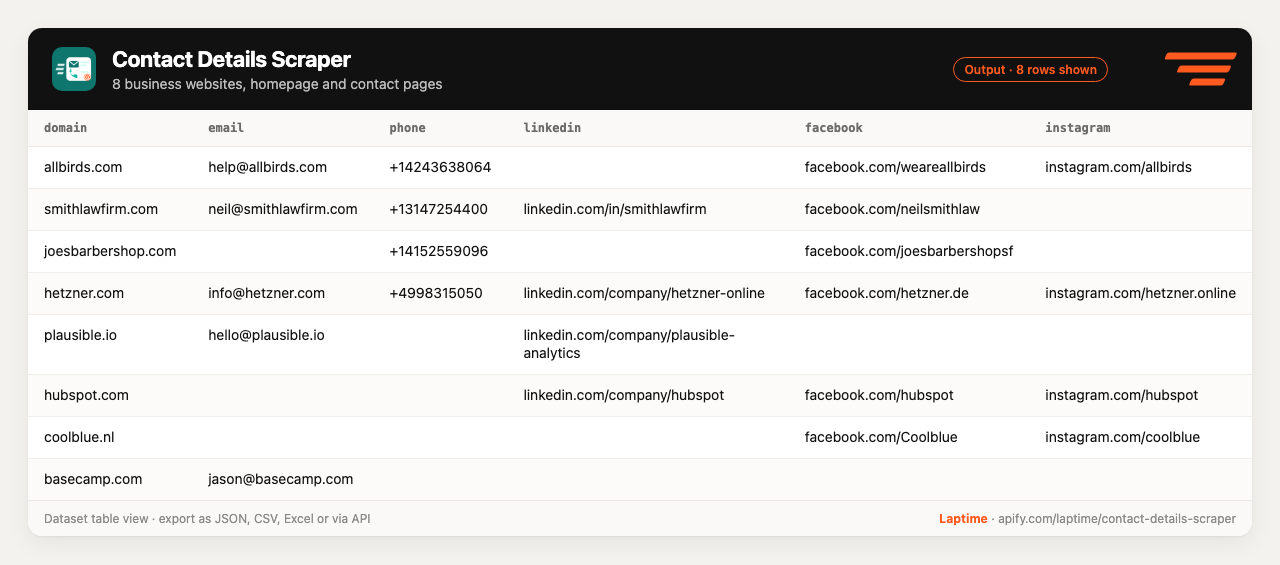 Contact Details Scraper
8 business websites, homepage and contact pages
Output · 8 rows shown
domain email phone linkedin facebook instagram
allbirds.com help@allbirds.com +14243638064 facebook.com/weareallbirds instagram.com/allbirds
smithlawfirm.com neil@smithlawfirm.com +13147254400 linkedin.com/in/smithlawfirm facebook.com/neilsmithlaw
joesbarbershop.com +14152559096 facebook.com/joesbarbershopsf
hetzner.com info@hetzner.com +4998315050 linkedin.com/company/hetzner-online facebook.com/hetzner.de instagram.com/hetzner.online
plausible.io hello@plausible.io linkedin.com/company/plausible-
analytics
hubspot.com linkedin.com/company/hubspot facebook.com/hubspot instagram.com/hubspot
coolblue.nl facebook.com/Coolblue instagram.com/coolblue
basecamp.com jason@basecamp.com
Dataset table view · export as JSON, CSV, Excel or via API
Laptime · apify.com/laptime/contact-details-scraper